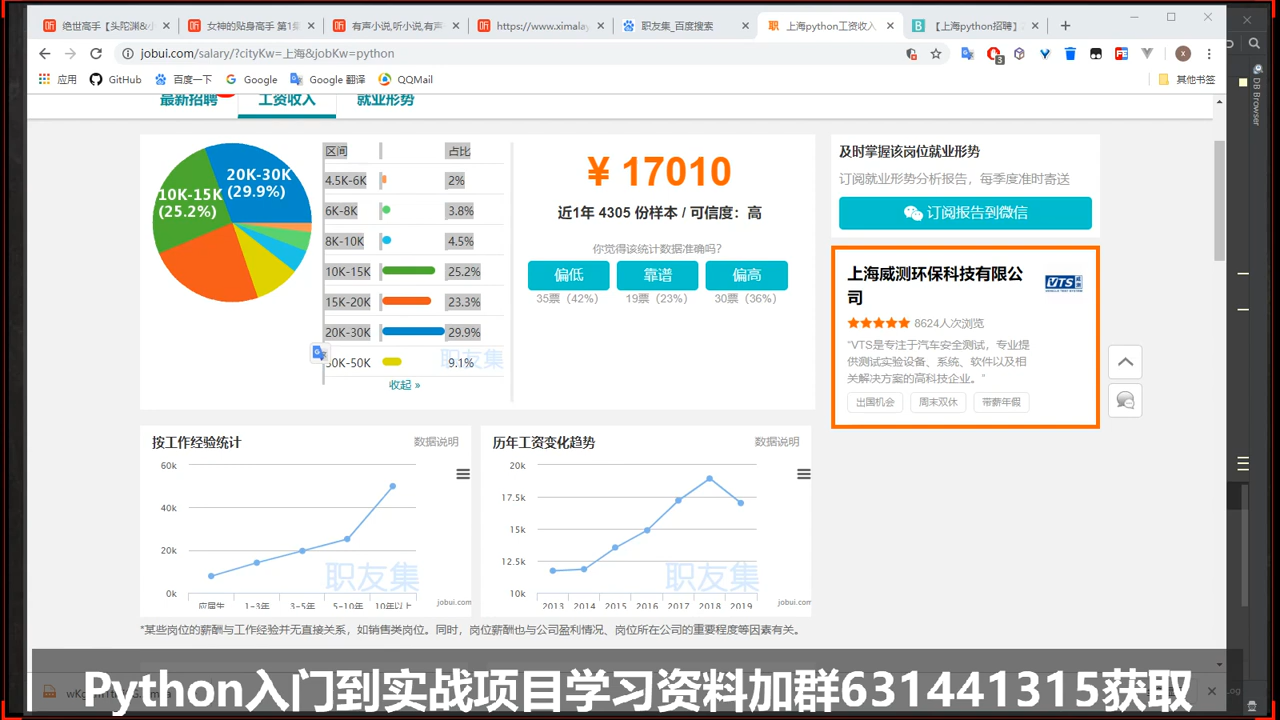 绝世高手【头陀渊&小
女神的贴身高手 第1集
有声小说,听小说,有声
https://www.ximalay
职友集_百度搜索
上海python工资收入
【上海python招聘】
jobui.com/salary/?cityKw=上海&jobKw=python
应用
GitHub
百度一下
Google
Google 翻译
QQMail
其他书签
DB Browser
最新招聘
工资收入
就业形势
20K-30K
(29.9%)
10K-15K
(25.2%)
区间
占比
4.5K-6K 2%
6K-8K 3.8%
8K-10K 4.5%
10K-15K 25.2%
15K-20K 23.3%
20K-30K 29.9%
30K-50K 9.1%
职友集
收起 »
¥ 17010
近1年 4305 份样本 / 可信度：高
你觉得该统计数据准确吗?
偏低 靠谱 偏高
35票（42%） 19票（23%） 30票（36%）
及时掌握该岗位就业形势
订阅就业形势分析报告，每季度准时寄送
订阅报告到微信
上海威测环保科技有限公
司
VTS
8624人次浏览
“VTS是专注于汽车安全测试，专业提
供测试实验设备、系统、软件以及相
关解决方案的高科技企业。”
出国机会 周末双休 带薪年假
按工作经验统计 数据说明
60k
40k
20k
0k
应届生 1-3年 3-5年 5-10年 10年以上
职友集
jobui.com
历年工资变化趋势 数据说明
20k
17.5k
15k
12.5k
10k
2013 2014 2015 2016 2017 2018 2019
职友集
jobui.com
*某些岗位的薪酬与工作经验并无直接关系，如销售类岗位。同时，岗位薪酬也与公司盈利情况、岗位所在公司的重要程度等因素有关。
Python入门到实战项目学习资料加群631441315获取